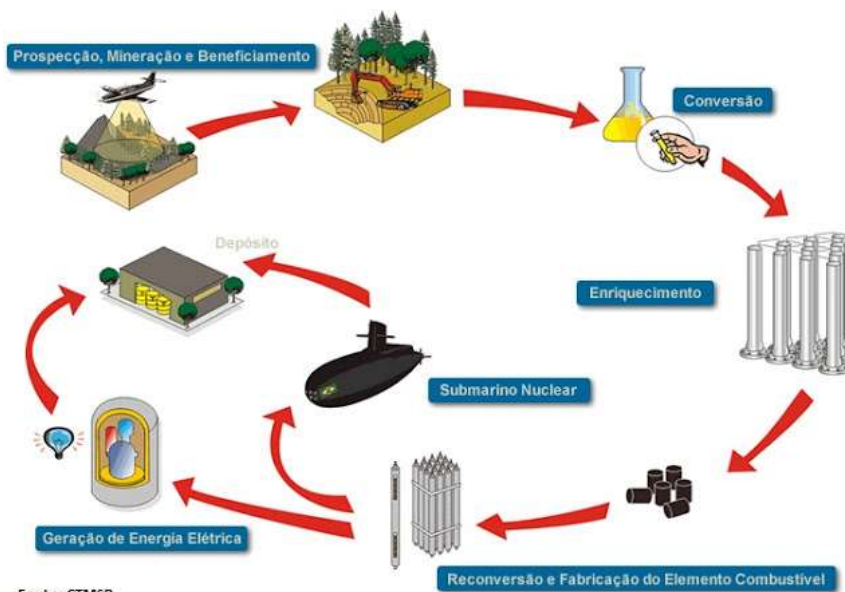 Prospecção, Mineração e Beneficiamento
Conversão
Depósito
Enriquecimento
Submarino Nuclear
Geração de Energia Elétrica
Reconversão e Fabricação do Elemento Combustível